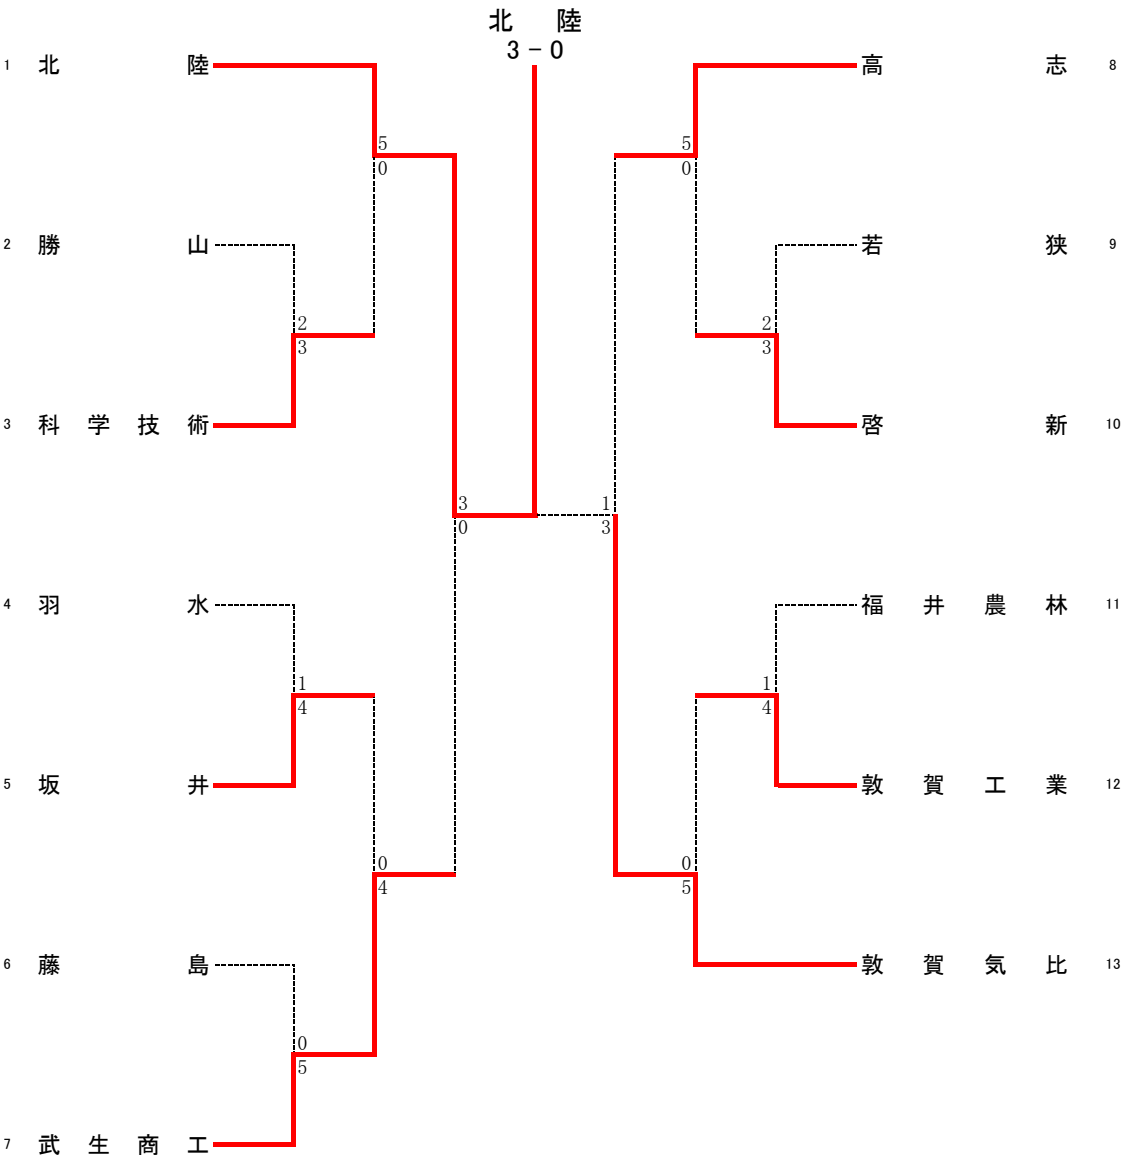 北 陸
3－0
1 北 陸
5
0
2 勝 山
2
3
3 科 学 技 術
3
0
4 羽 水
1
4
5 坂 井
0
4
6 藤 島
0
5
7 武 生 商 工
高 志 8
5
0
若 狭 9
2
3
啓 新 10
1
3
福 井 農 林 11
1
4
敦 賀 工 業 12
0
5
敦 賀 気 比 13